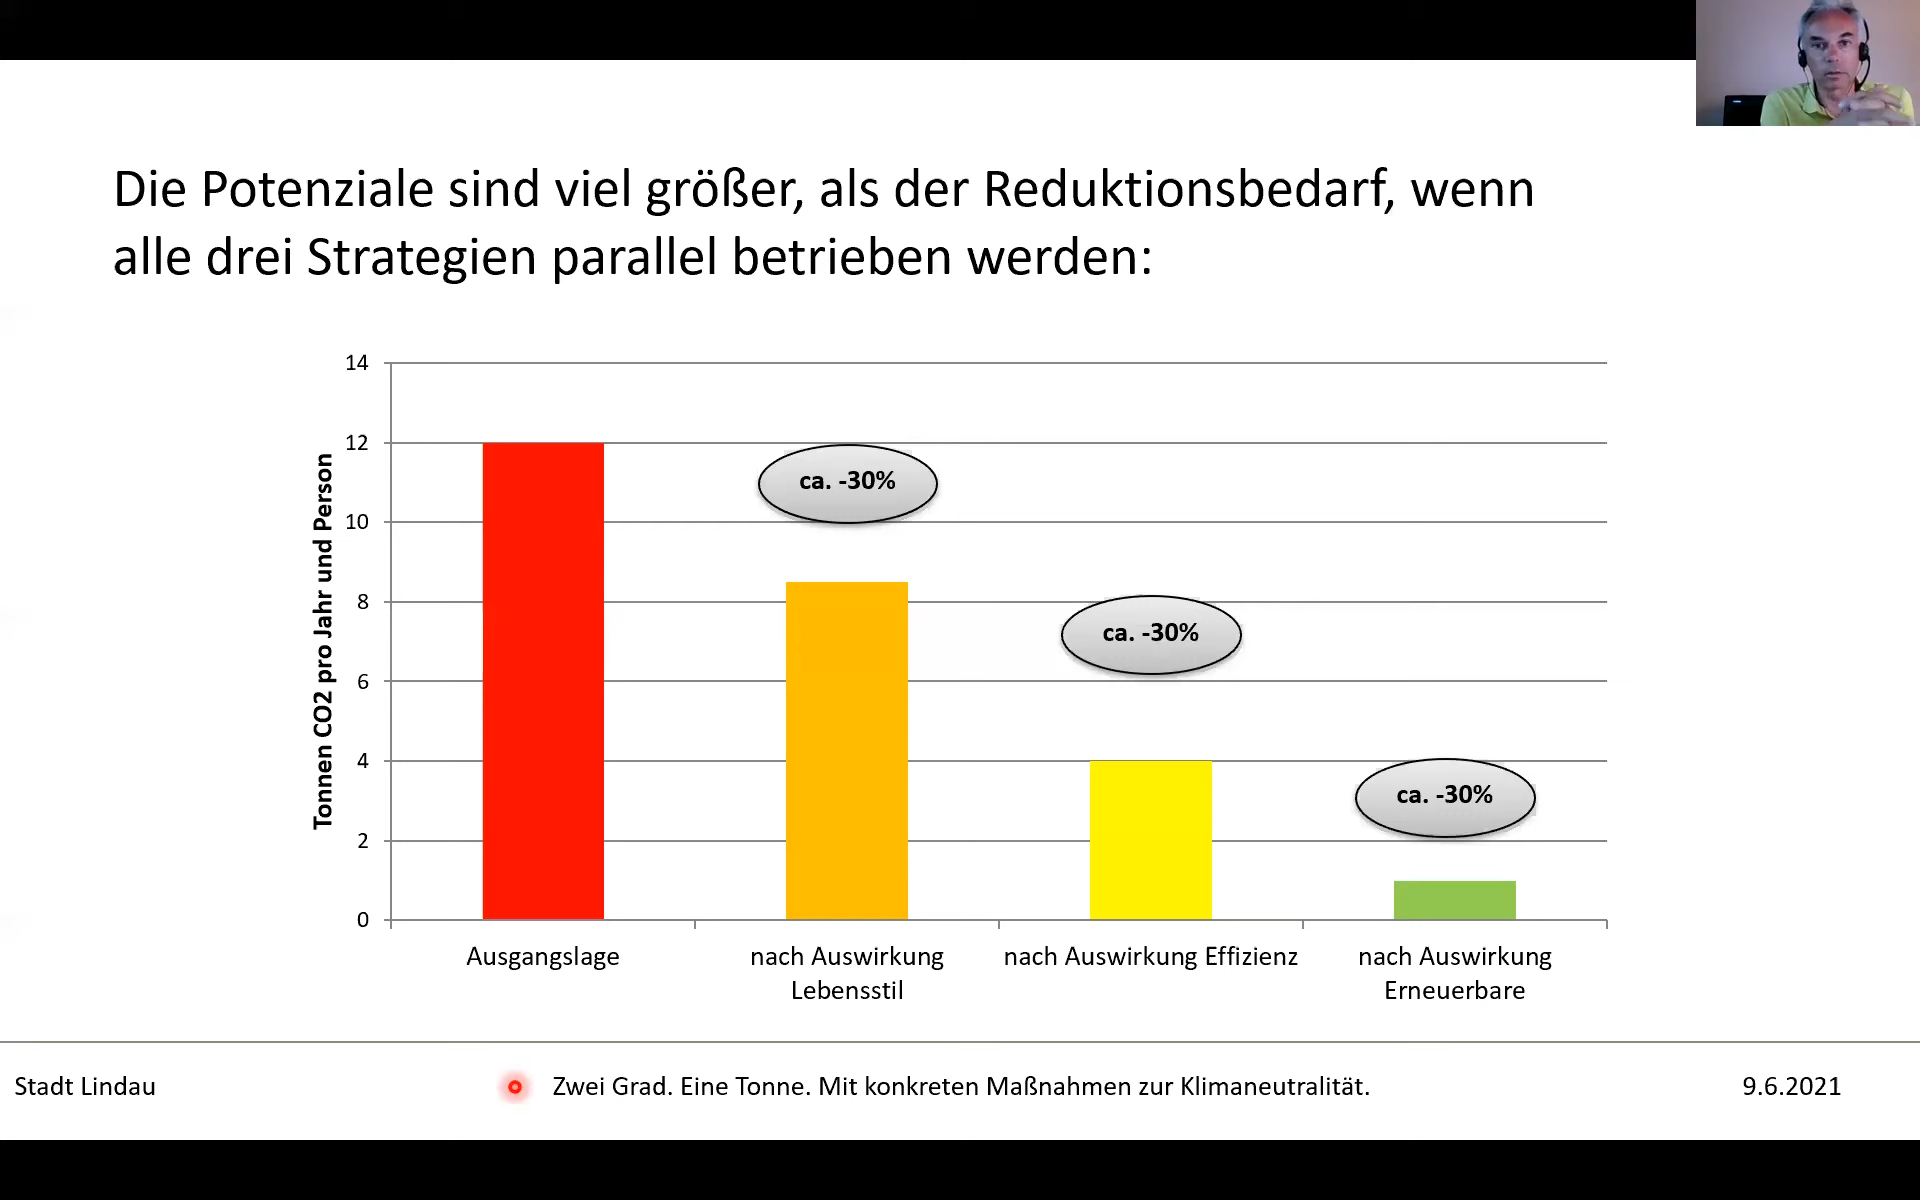 Die Potenziale sind viel größer, als der Reduktionsbedarf, wenn
alle drei Strategien parallel betrieben werden:
Tonnen CO2 pro Jahr und Person
14
12
10
8
6
4
2
0
ca. -30%
ca. -30%
ca. -30%
Ausgangslage
nach Auswirkung
Lebensstil
nach Auswirkung Effizienz
nach Auswirkung
Erneuerbare
Stadt Lindau
Zwei Grad. Eine Tonne. Mit konkreten Maßnahmen zur Klimaneutralität.
9.6.2021